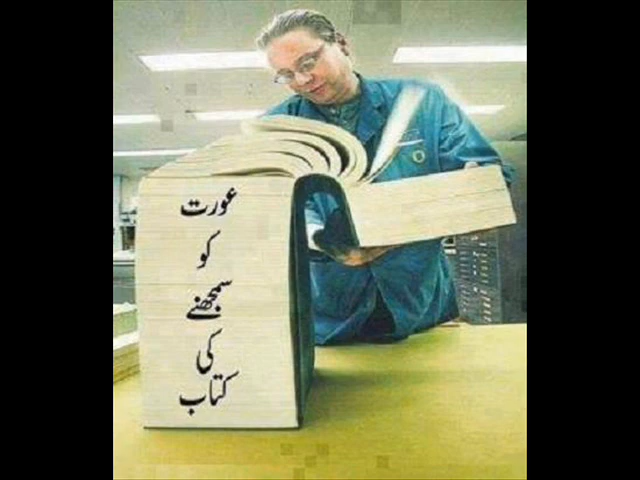 عورت
کو
سمجھنے
کی
کتاب